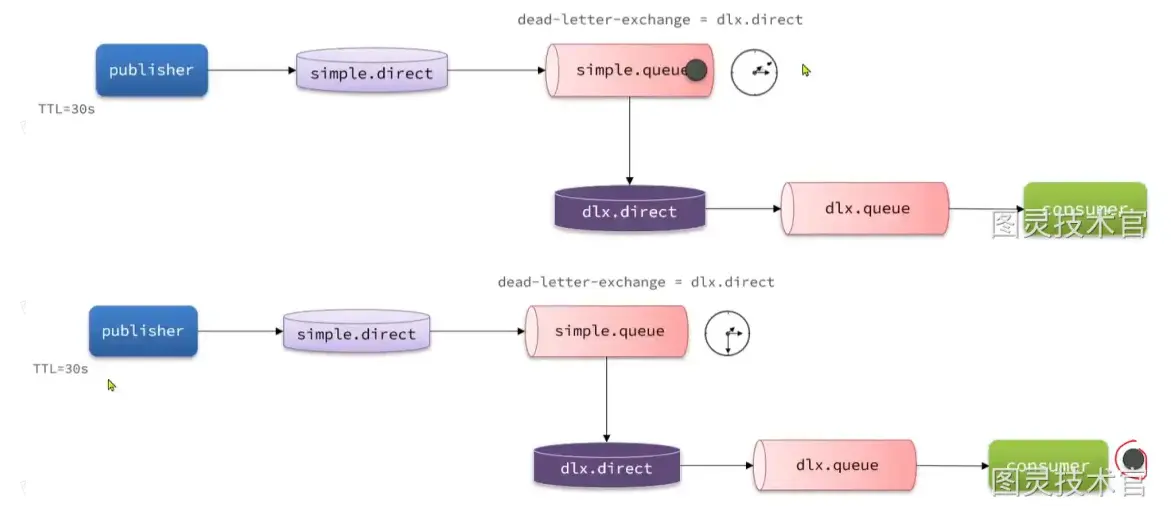 dead-letter-exchange = dlx.direct
publisher
simple.direct
simple.queue
TTL=30s
dlx.direct
dlx.queue
consumer
图灵技术官
dead-letter-exchange = dlx.direct
publisher
simple.direct
simple.queue
TTL=30s
dlx.direct
dlx.queue
consumer
图灵技术官